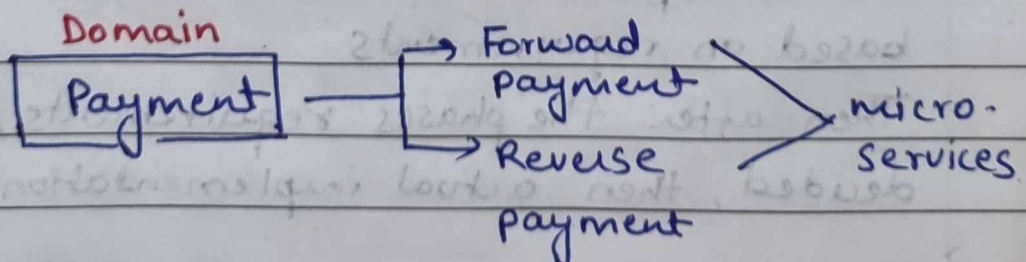 Domain
Payment
Forward
payment
Reverse
payment
micro-
services